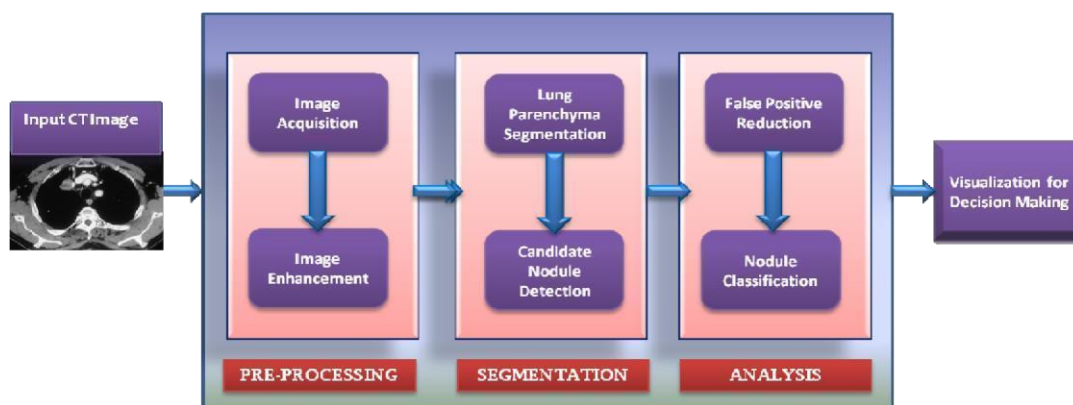 Input CT Image
Image
Acquisition
Image
Enhancement
PRE-PROCESSING
Lung
Parenchyma
Segmentation
Candidate
Nodule
Detection
SEGMENTATION
False Positive
Reduction
Nodule
Classification
ANALYSIS
Visualization for
Decision Making